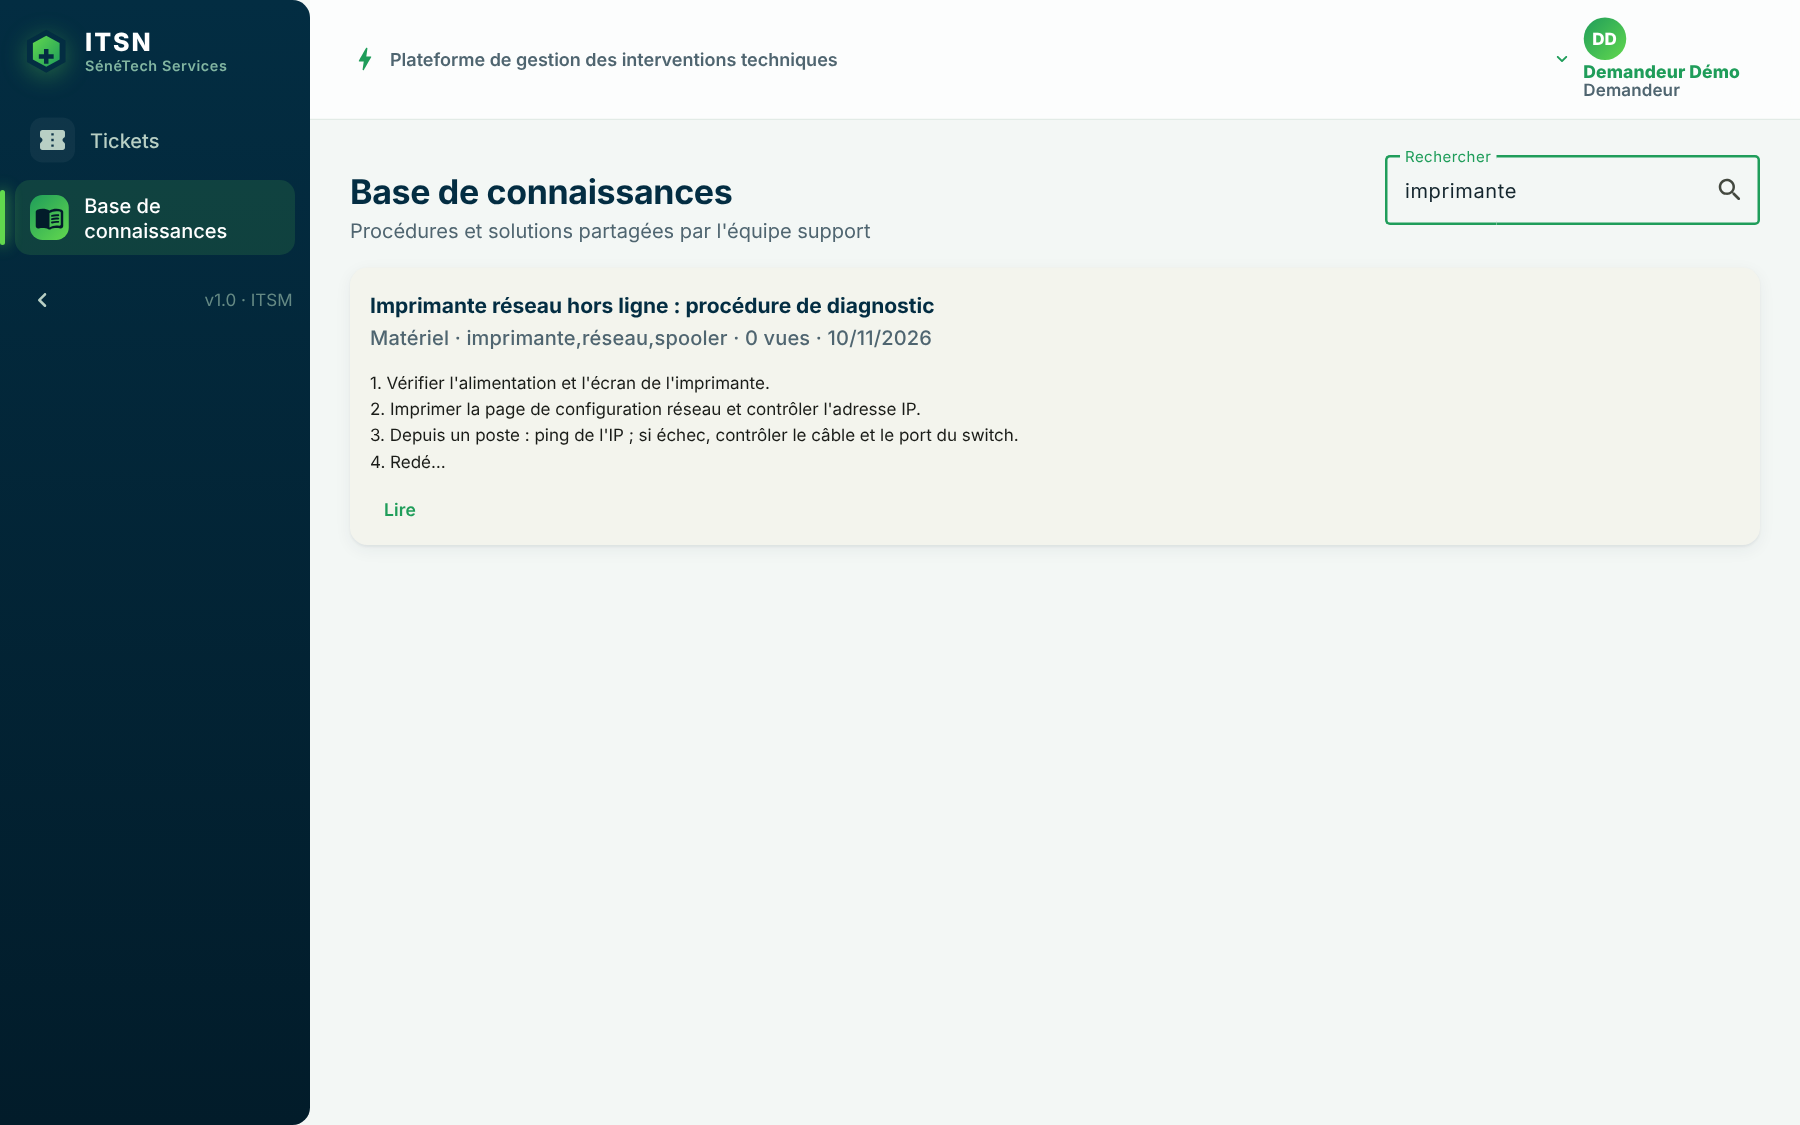 ITSN
SénéTech Services
Tickets
Base de
connaissances
v1.0 · ITSM
Plateforme de gestion des interventions techniques
DD
Demandeur Démo
Demandeur
Base de connaissances
Procédures et solutions partagées par l'équipe support
Rechercher
imprimante
Imprimante réseau hors ligne : procédure de diagnostic
Matériel · imprimante,réseau,spooler · 0 vues · 10/11/2026
1. Vérifier l'alimentation et l'écran de l'imprimante.
2. Imprimer la page de configuration réseau et contrôler l'adresse IP.
3. Depuis un poste : ping de l'IP ; si échec, contrôler le câble et le port du switch.
4. Redé...
Lire